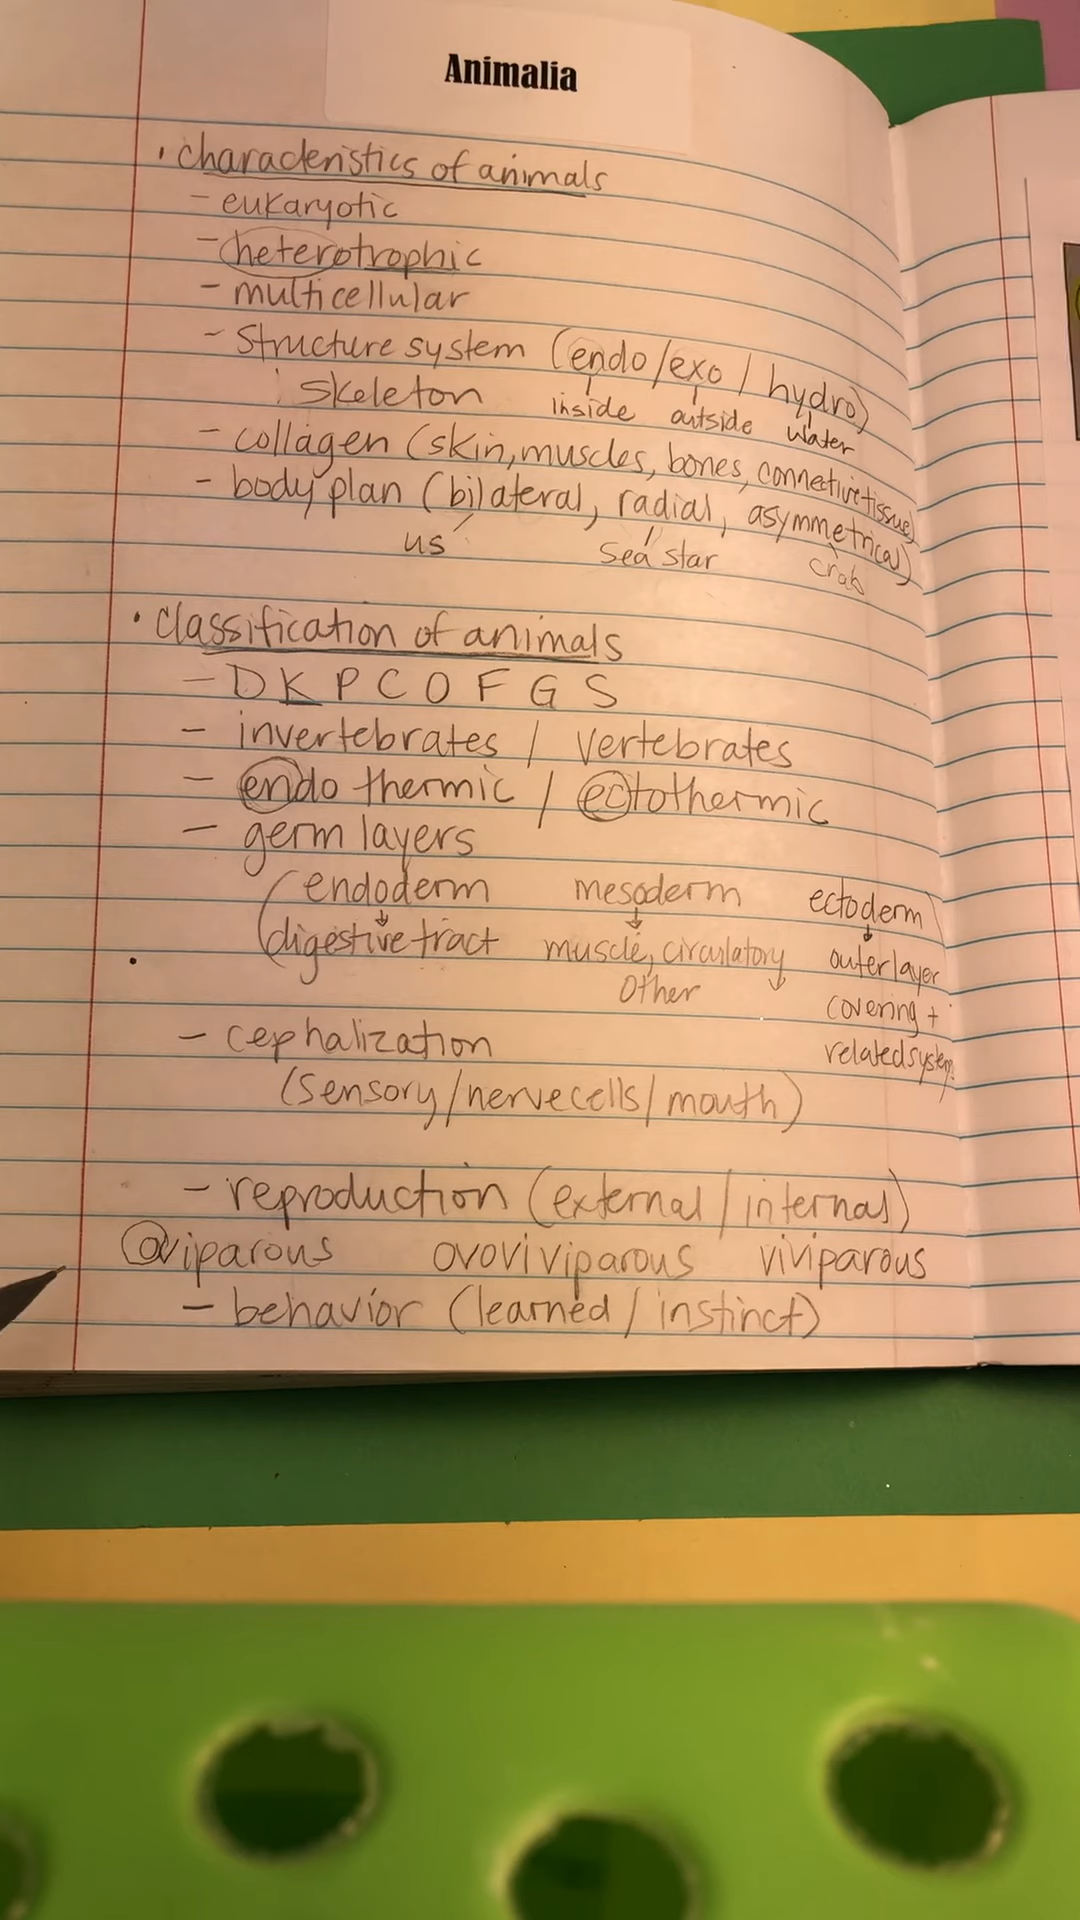 Animalia
• characteristics of animals
- eukaryotic
- heterotrophic
- multicellular
- Structure system (endo/exo / hydro)
skeleton inside outside water
- collagen (skin, muscles, bones, connective tissue)
- body plan (bilateral, radial, asymmetrical)
us sea star crab
• classification of animals
- D K P C O F G S
- invertebrates / vertebrates
- endothermic / ectothermic
- germ layers
(endoderm mesoderm ectoderm)
digestive tract muscle, circulatory outer layer
other covering +
related system
- cephalization
(sensory/nerve cells/mouth)
- reproduction (external / internal)
oviparous ovoviviparous viviparous
- behavior (learned / instinct)